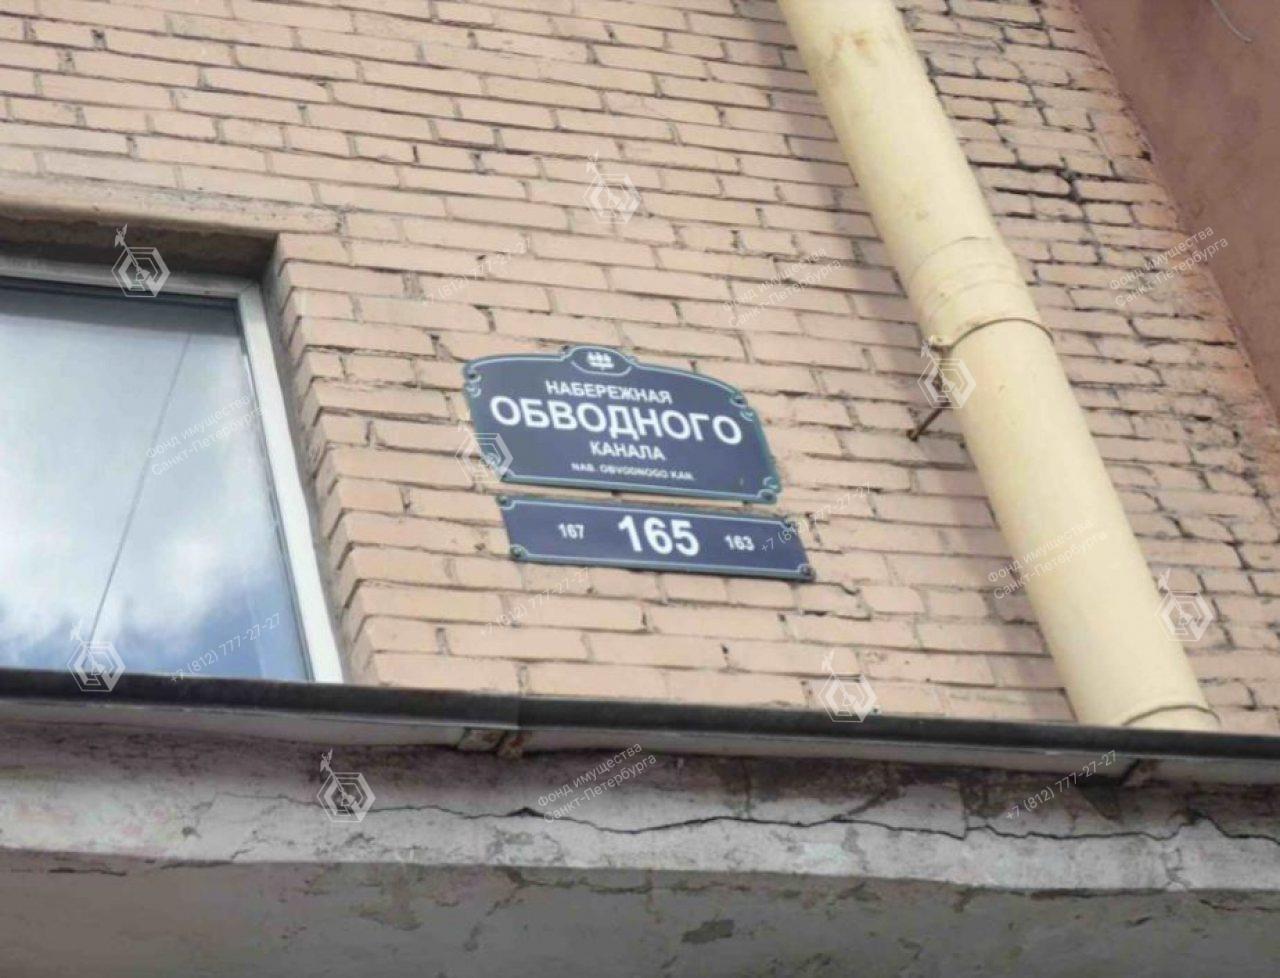 НАБЕРЕЖНАЯ
ОБВОДНОГО
КАНАЛА
NAB. OBVODNOGO KAN.
167 165 163
Фонд имущества
Санкт-Петербурга
+7 (812) 777-27-27